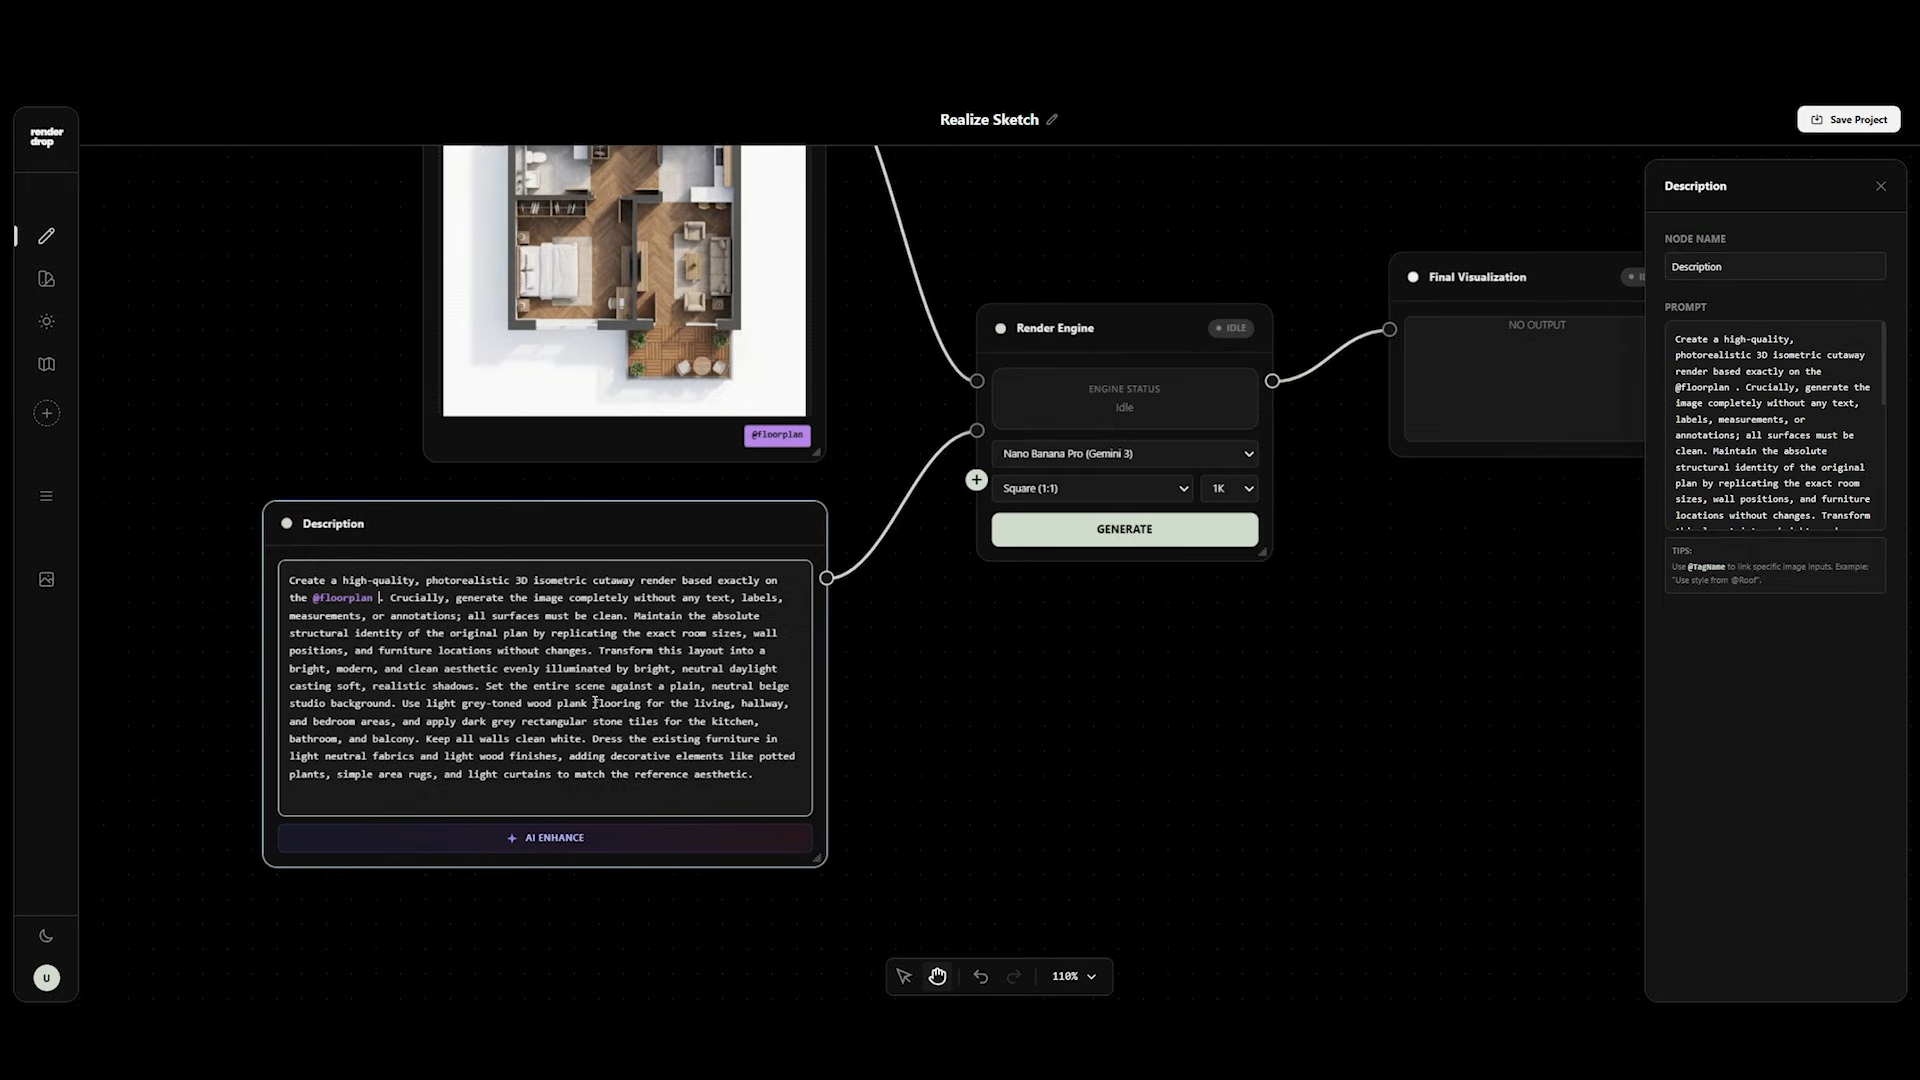 render
drop
Realize Sketch
Save Project
@floorplan
Description
Create a high-quality, photorealistic 3D isometric cutaway render based exactly on
the @floorplan . Crucially, generate the image completely without any text, labels,
measurements, or annotations; all surfaces must be clean. Maintain the absolute
structural identity of the original plan by replicating the exact room sizes, wall
positions, and furniture locations without changes. Transform this layout into a
bright, modern, and clean aesthetic evenly illuminated by bright, neutral daylight
casting soft, realistic shadows. Set the entire scene against a plain, neutral beige
studio background. Use light grey-toned wood plank flooring for the living, hallway,
and bedroom areas, and apply dark grey rectangular stone tiles for the kitchen,
bathroom, and balcony. Keep all walls clean white. Dress the existing furniture in
light neutral fabrics and light wood finishes, adding decorative elements like potted
plants, simple area rugs, and light curtains to match the reference aesthetic.
AI ENHANCE
Render Engine
IDLE
ENGINE STATUS
Idle
Nano Banana Pro (Gemini 3)
Square (1:1)
1K
GENERATE
Final Visualization
NO OUTPUT
Description
NODE NAME
Description
PROMPT
Create a high-quality,
photorealistic 3D isometric cutaway
render based exactly on the
@floorplan . Crucially, generate the
image completely without any text,
labels, measurements, or
annotations; all surfaces must be
clean. Maintain the absolute
structural identity of the original
plan by replicating the exact room
sizes, wall positions, and furniture
locations without changes. Transform
TIPS:
Use @TagName to link specific image inputs. Example:
"Use style from @Roof".
U
110%